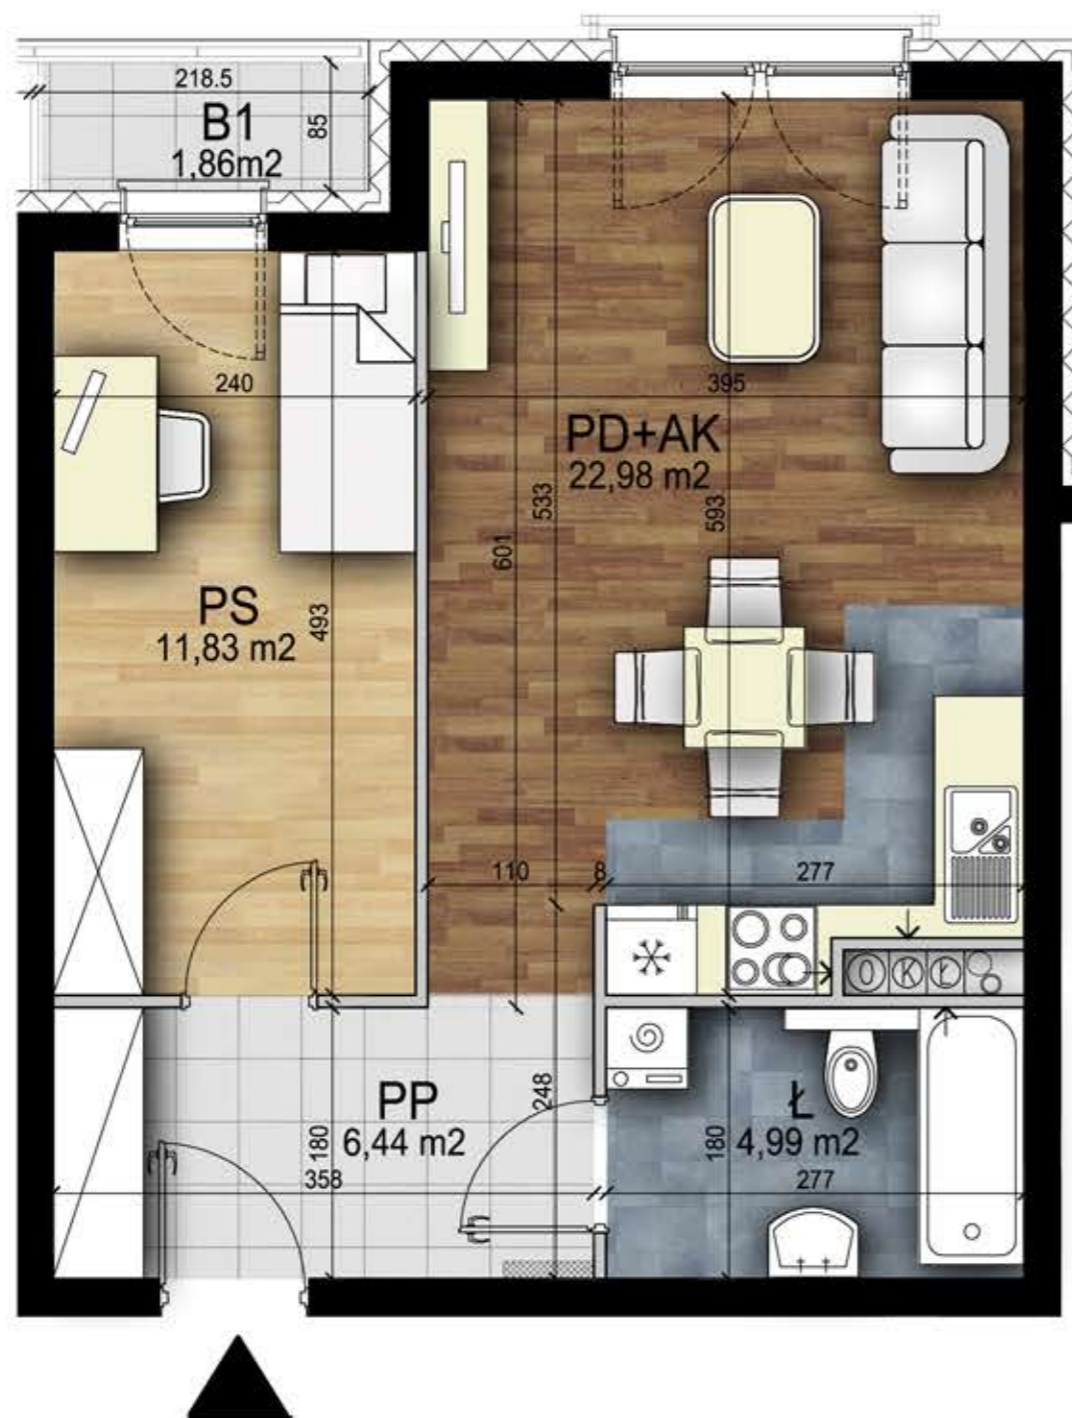 218.5
B1
1,86m2
85
240
395
PD+AK
22,98 m2
533
593
601
PS
11,83 m2
493
110
8
277
O K Ł
PP
6,44 m2
248
180
358
Ł
4,99 m2
180
277